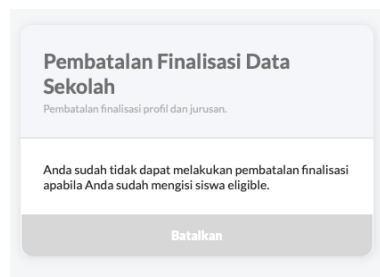 Pembatalan Finalisasi Data
Sekolah
Pembatalan finalisasi profil dan jurusan.
Anda sudah tidak dapat melakukan pembatalan finalisasi
apabila Anda sudah mengisi siswa eligible.
Batalkan